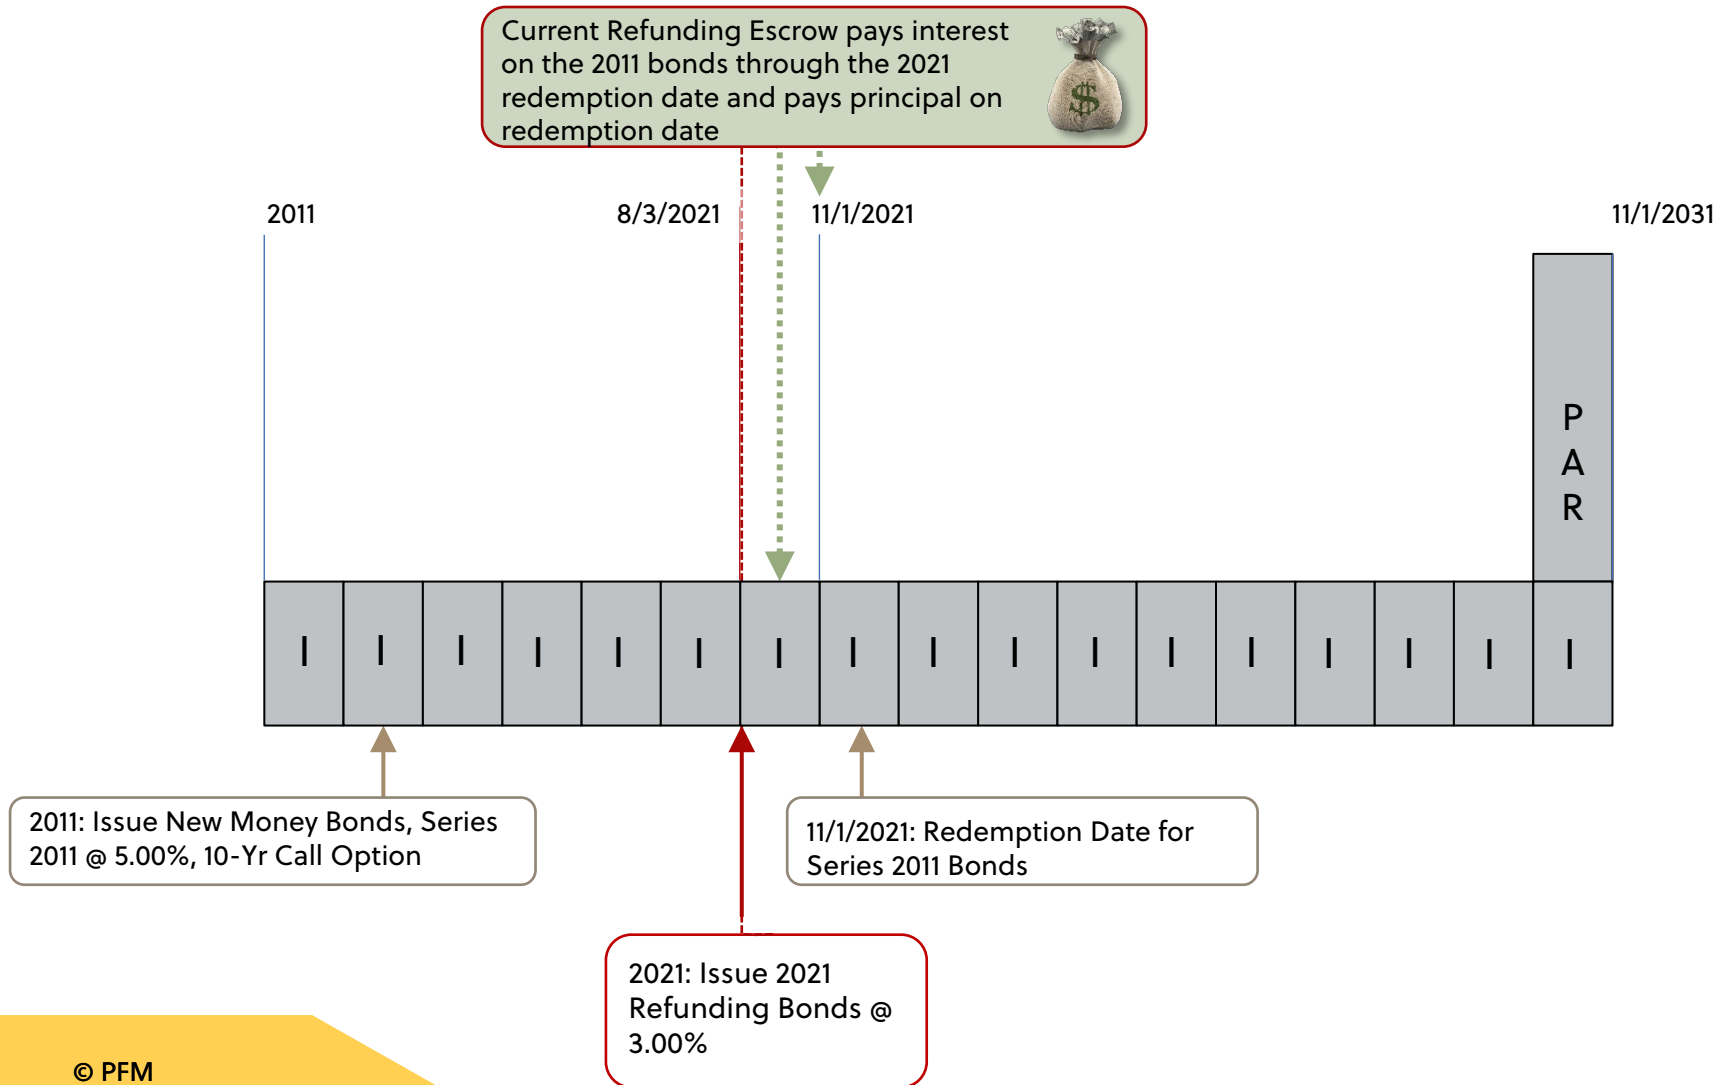 Current Refunding Escrow pays interest
on the 2011 bonds through the 2021
redemption date and pays principal on
redemption date
$
2011
8/3/2021
11/1/2021
11/1/2031
P
A
R
I I I I I I I I I I I I I I I I I
2011: Issue New Money Bonds, Series
2011 @ 5.00%, 10-Yr Call Option
11/1/2021: Redemption Date for
Series 2011 Bonds
2021: Issue 2021
Refunding Bonds @
3.00%
© PFM